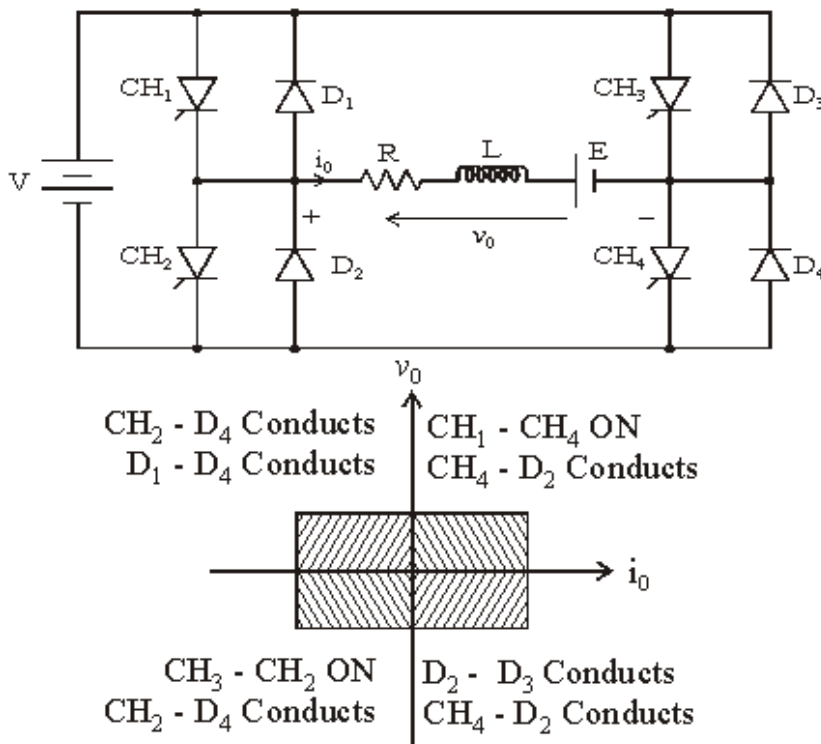 CH₁
D₁
CH₃
D₃
i₀
R
L
E
V
+
v₀
−
CH₂
D₂
CH₄
D₄
v₀
CH₂ - D₄ Conducts
D₁ - D₄ Conducts
CH₁ - CH₄ ON
CH₄ - D₂ Conducts
i₀
CH₃ - CH₂ ON
CH₂ - D₄ Conducts
D₂ - D₃ Conducts
CH₄ - D₂ Conducts